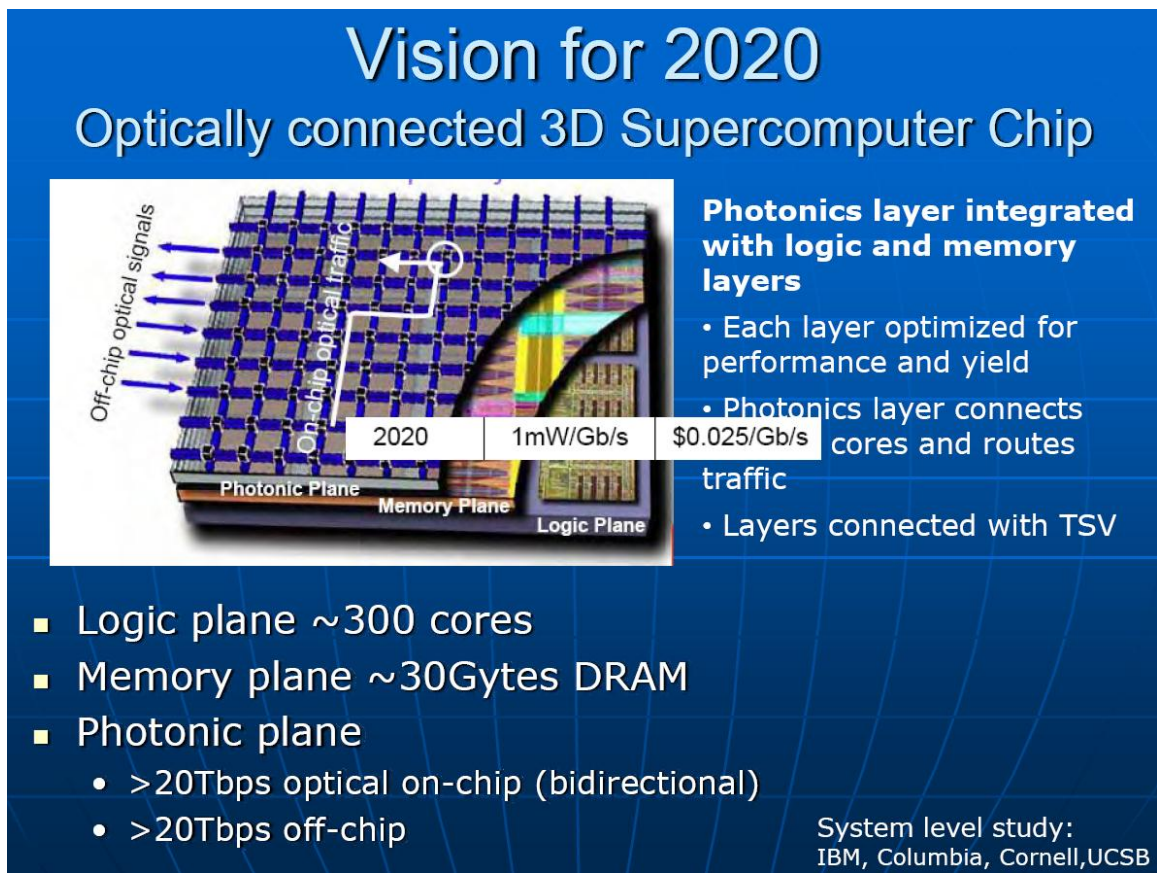 Vision for 2020
Optically connected 3D Supercomputer Chip
Off-chip optical signals
On-chip optical traffic
Photonic Plane
Memory Plane
Logic Plane
2020 1mW/Gb/s $0.025/Gb/s
Photonics layer integrated
with logic and memory
layers
• Each layer optimized for
performance and yield
• Photonics layer connects
cores and routes
traffic
• Layers connected with TSV
Logic plane ~300 cores
Memory plane ~30Gytes DRAM
Photonic plane
• >20Tbps optical on-chip (bidirectional)
• >20Tbps off-chip
System level study:
IBM, Columbia, Cornell,UCSB